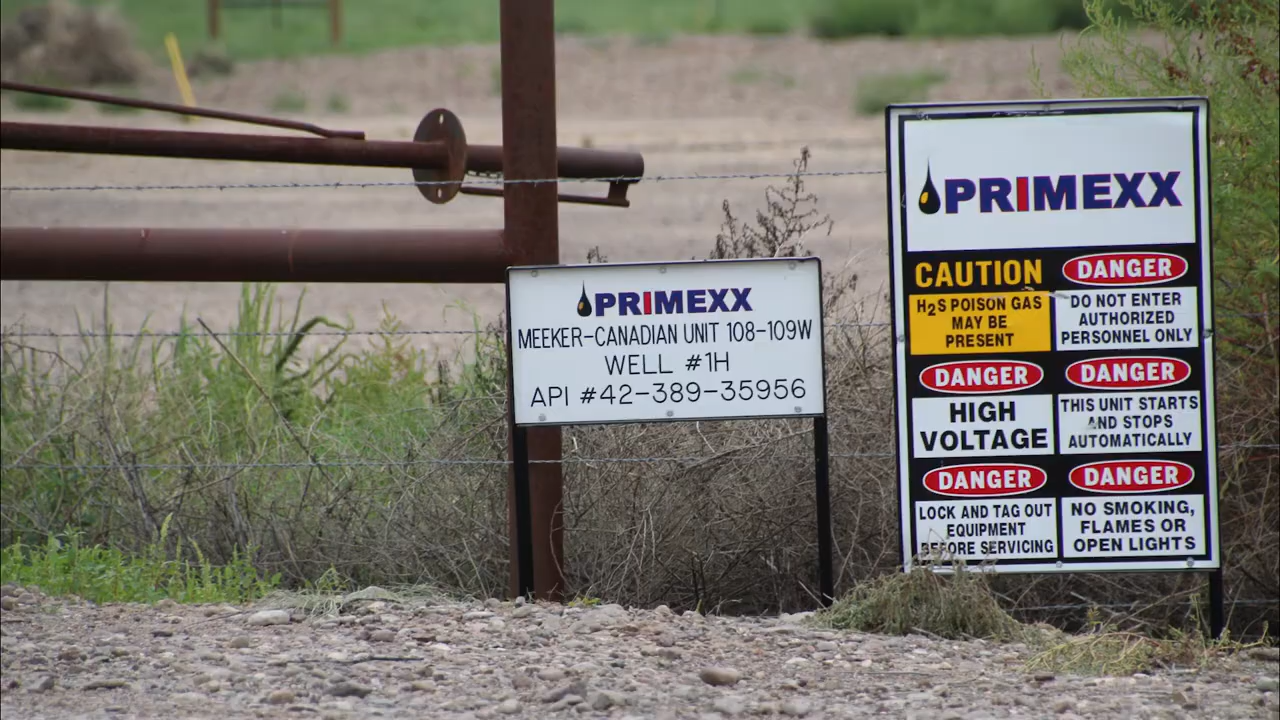 PRIMEXX
MEEKER-CANADIAN UNIT 108-109W
WELL #1H
API #42-389-35956
PRIMEXX
CAUTION
H2S POISON GAS
MAY BE
PRESENT
DANGER
DO NOT ENTER
AUTHORIZED
PERSONNEL ONLY
DANGER
HIGH
VOLTAGE
DANGER
THIS UNIT STARTS
AND STOPS
AUTOMATICALLY
DANGER
LOCK AND TAG OUT
EQUIPMENT
BEFORE SERVICING
DANGER
NO SMOKING,
FLAMES OR
OPEN LIGHTS